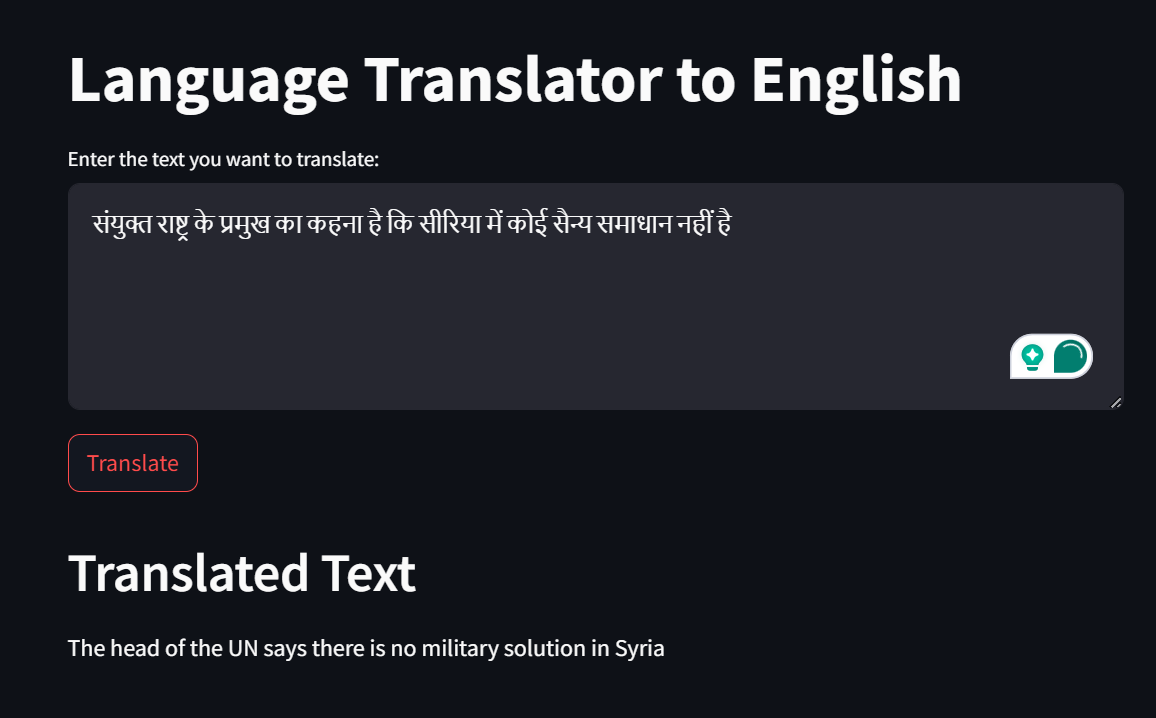 Language Translator to English
Enter the text you want to translate:
संयुक्त राष्ट्र के प्रमुख का कहना है कि सीरिया में कोई सैन्य समाधान नहीं है
Translate
Translated Text
The head of the UN says there is no military solution in Syria